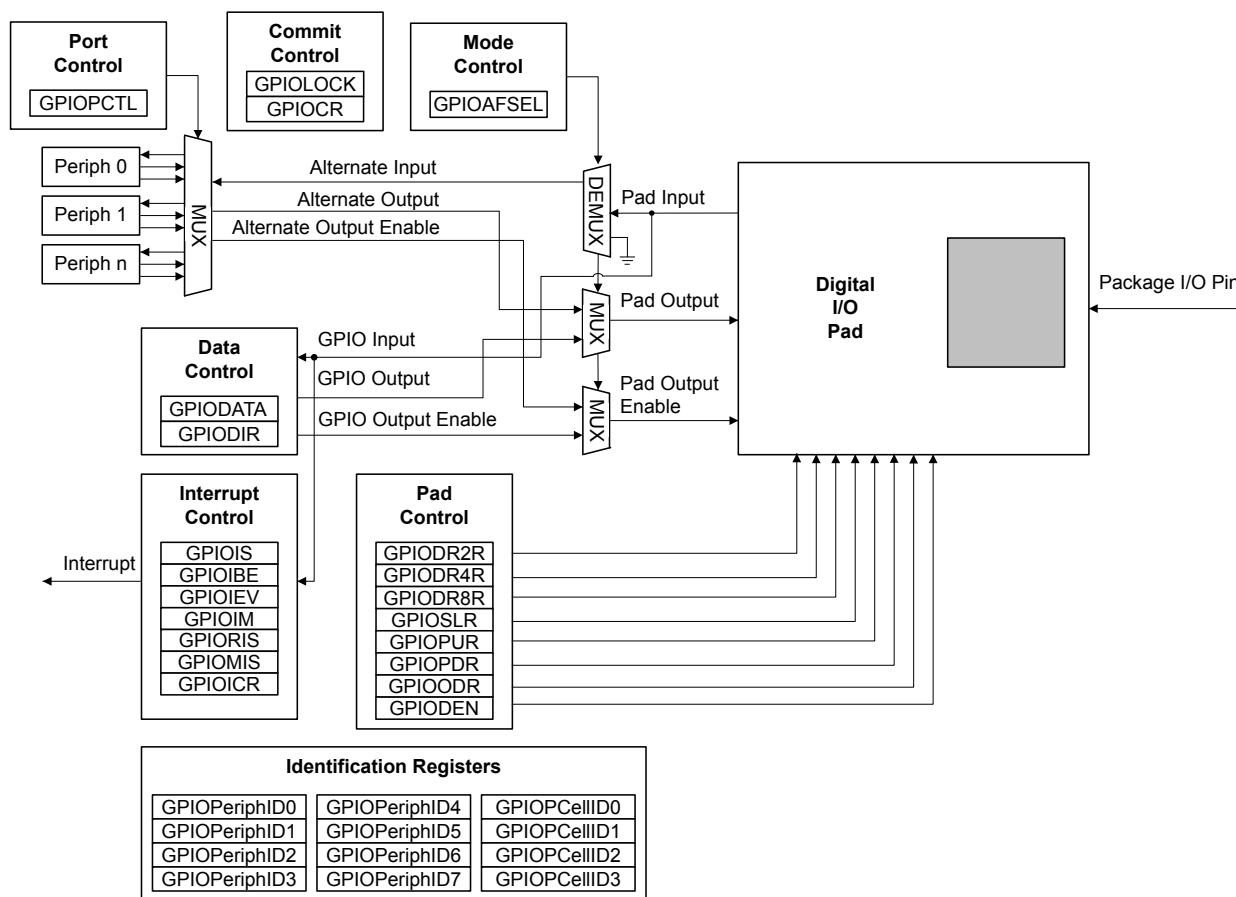 Port
Control
GPIOPCTL
Commit
Control
GPIOLOCK
GPIOCR
Mode
Control
GPIOAFSEL
Periph 0
Periph 1
Periph n
MUX
Alternate Input
Alternate Output
Alternate Output Enable
DEMUX
Pad Input
MUX
Pad Output
MUX
Pad Output
Enable
Digital
I/O
Pad
Package I/O Pin
Data
Control
GPIODATA
GPIODIR
GPIO Input
GPIO Output
GPIO Output Enable
Interrupt
Control
GPIOIS
GPIOIBE
GPIOIEV
GPIOIM
GPIORIS
GPIOMIS
GPIOICR
Interrupt
Pad
Control
GPIODR2R
GPIODR4R
GPIODR8R
GPIOSLR
GPIOPUR
GPIOPDR
GPIOODR
GPIODEN
Identification Registers
GPIOPeriphID0
GPIOPeriphID1
GPIOPeriphID2
GPIOPeriphID3
GPIOPeriphID4
GPIOPeriphID5
GPIOPeriphID6
GPIOPeriphID7
GPIOPCellID0
GPIOPCellID1
GPIOPCellID2
GPIOPCellID3